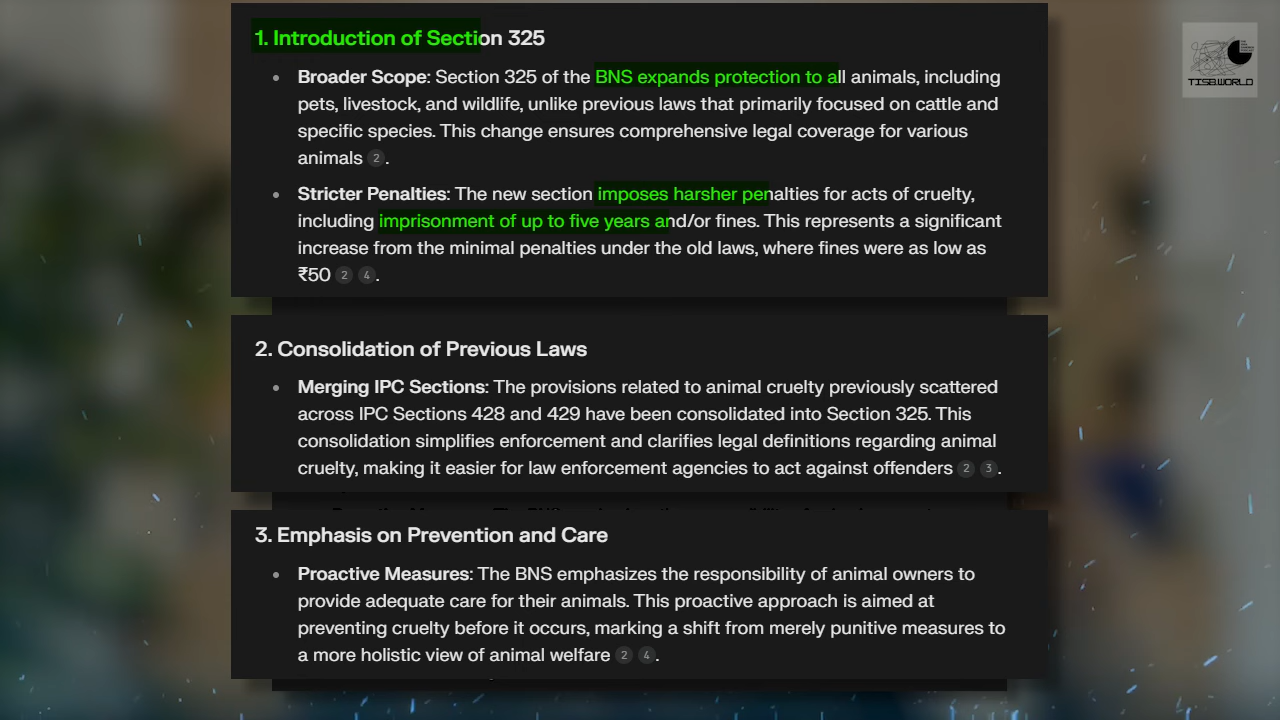 1. Introduction of Section 325
TISB.WORLD
Broader Scope: Section 325 of the BNS expands protection to all animals, including
pets, livestock, and wildlife, unlike previous laws that primarily focused on cattle and
specific species. This change ensures comprehensive legal coverage for various
animals 2.
Stricter Penalties: The new section imposes harsher penalties for acts of cruelty,
including imprisonment of up to five years and/or fines. This represents a significant
increase from the minimal penalties under the old laws, where fines were as low as
₹50 2 4.
2. Consolidation of Previous Laws
Merging IPC Sections: The provisions related to animal cruelty previously scattered
across IPC Sections 428 and 429 have been consolidated into Section 325. This
consolidation simplifies enforcement and clarifies legal definitions regarding animal
cruelty, making it easier for law enforcement agencies to act against offenders 2 3.
3. Emphasis on Prevention and Care
Proactive Measures: The BNS emphasizes the responsibility of animal owners to
provide adequate care for their animals. This proactive approach is aimed at
preventing cruelty before it occurs, marking a shift from merely punitive measures to
a more holistic view of animal welfare 2 4.